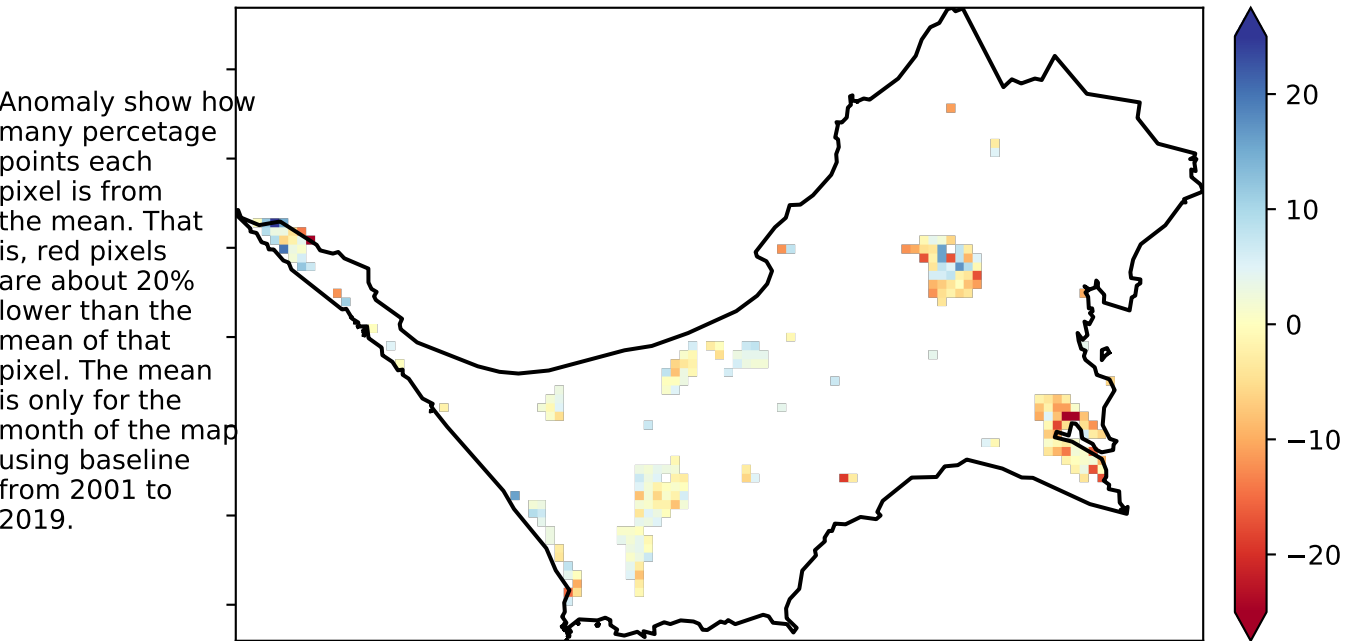 Anomaly show how
many percetage
points each
pixel is from
the mean. That
is, red pixels
are about 20%
lower than the
mean of that
pixel. The mean
is only for the
month of the map
using baseline
from 2001 to
2019.
20
10
0
−10
−20